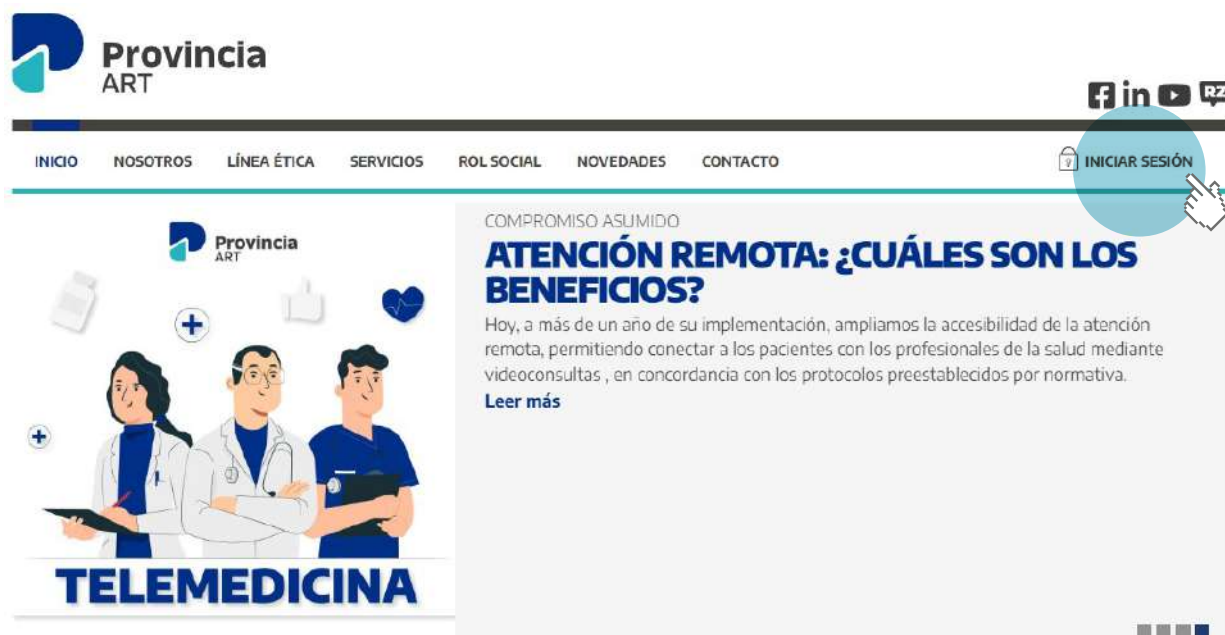 Provincia
ART
RZ
INICIO NOSOTROS LÍNEA ÉTICA SERVICIOS ROL SOCIAL NOVEDADES CONTACTO INICIAR SESIÓN
Provincia
ART
TELEMEDICINA
COMPROMISO ASUMIDO
ATENCIÓN REMOTA: ¿CUÁLES SON LOS
BENEFICIOS?
Hoy, a más de un año de su implementación, ampliamos la accesibilidad de la atención
remota, permitiendo conectar a los pacientes con los profesionales de la salud mediante
videoconsultas , en concordancia con los protocolos preestablecidos por normativa.
Leer más